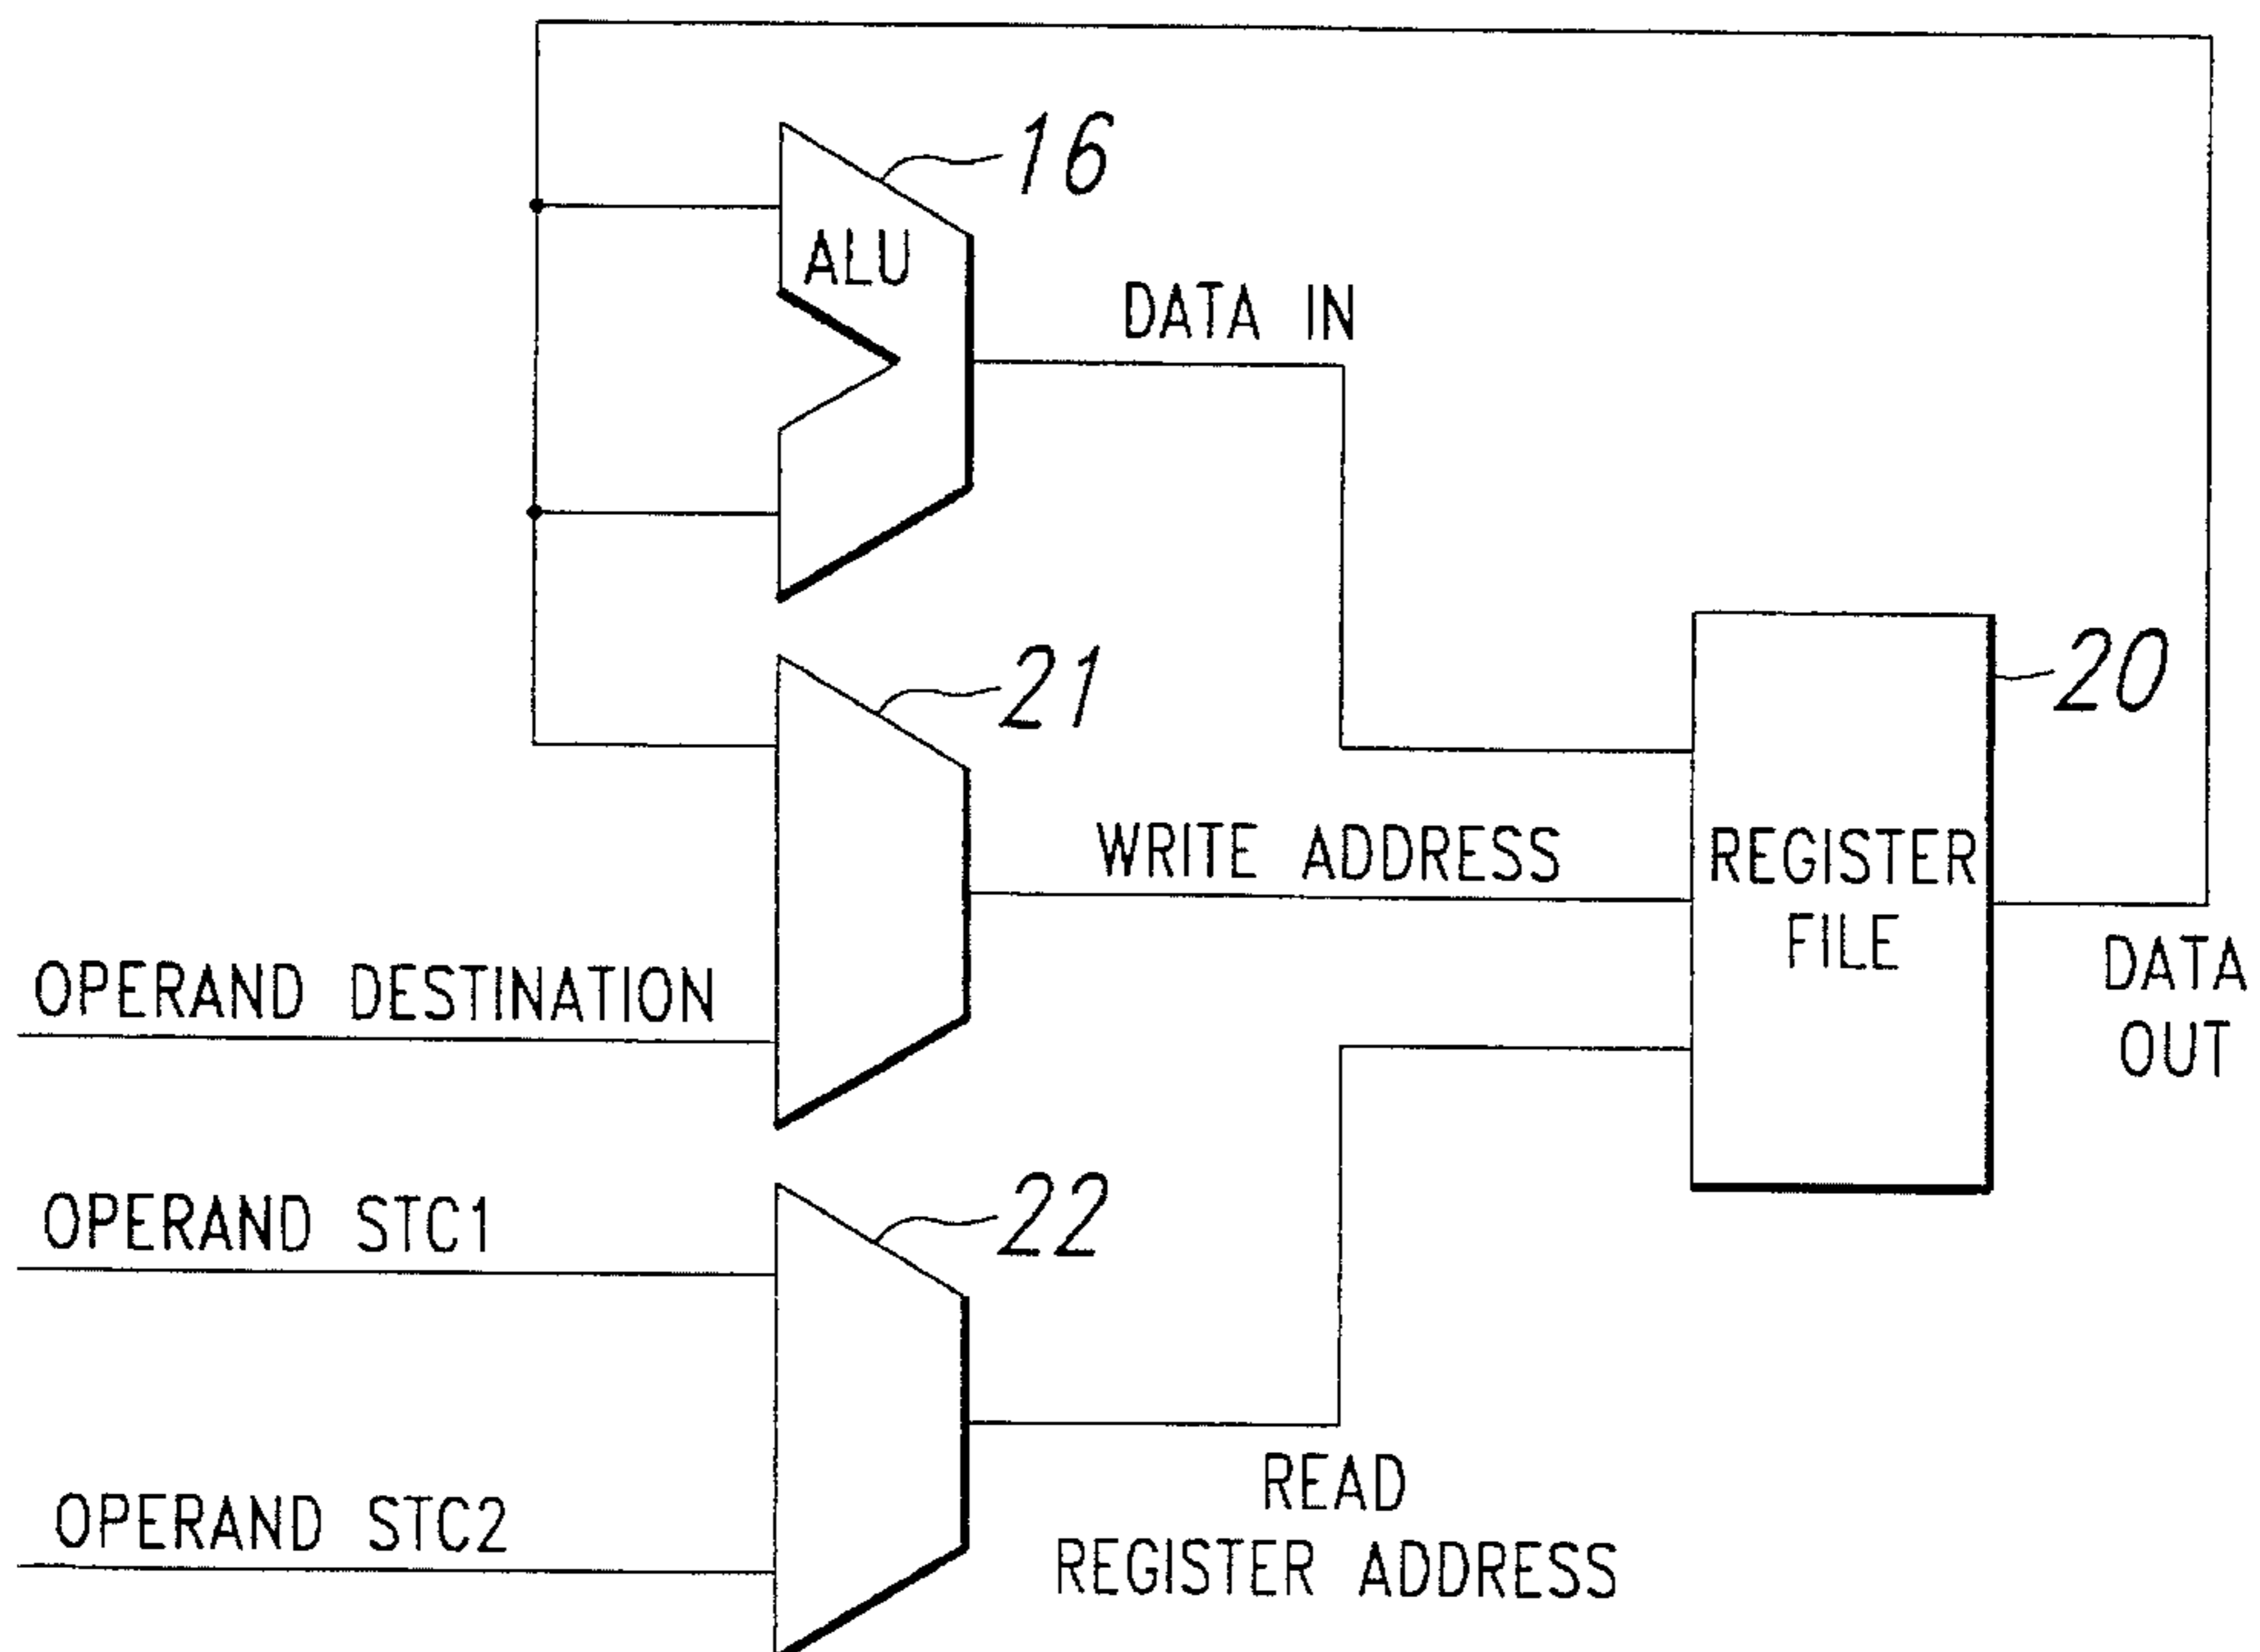 16
ALU
DATA IN
21
20
WRITE ADDRESS
REGISTER
FILE
OPERAND DESTINATION
DATA
OUT
22
OPERAND STC1
READ
REGISTER ADDRESS
OPERAND STC2